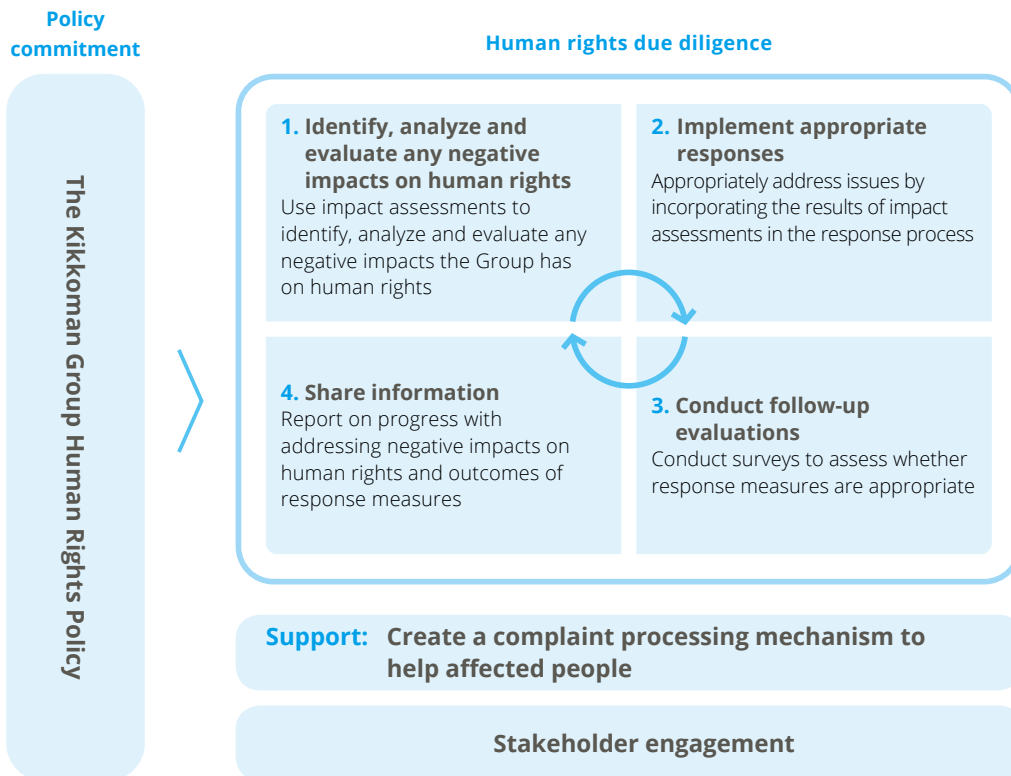 Policy
commitment
The Kikkoman Group Human Rights Policy
Human rights due diligence
1. Identify, analyze and
evaluate any negative
impacts on human rights
Use impact assessments to
identify, analyze and evaluate any
negative impacts the Group has
on human rights
2. Implement appropriate
responses
Appropriately address issues by
incorporating the results of impact
assessments in the response process
3. Conduct follow-up
evaluations
Conduct surveys to assess whether
response measures are appropriate
4. Share information
Report on progress with
addressing negative impacts on
human rights and outcomes of
response measures
Support: Create a complaint processing mechanism to
help affected people
Stakeholder engagement